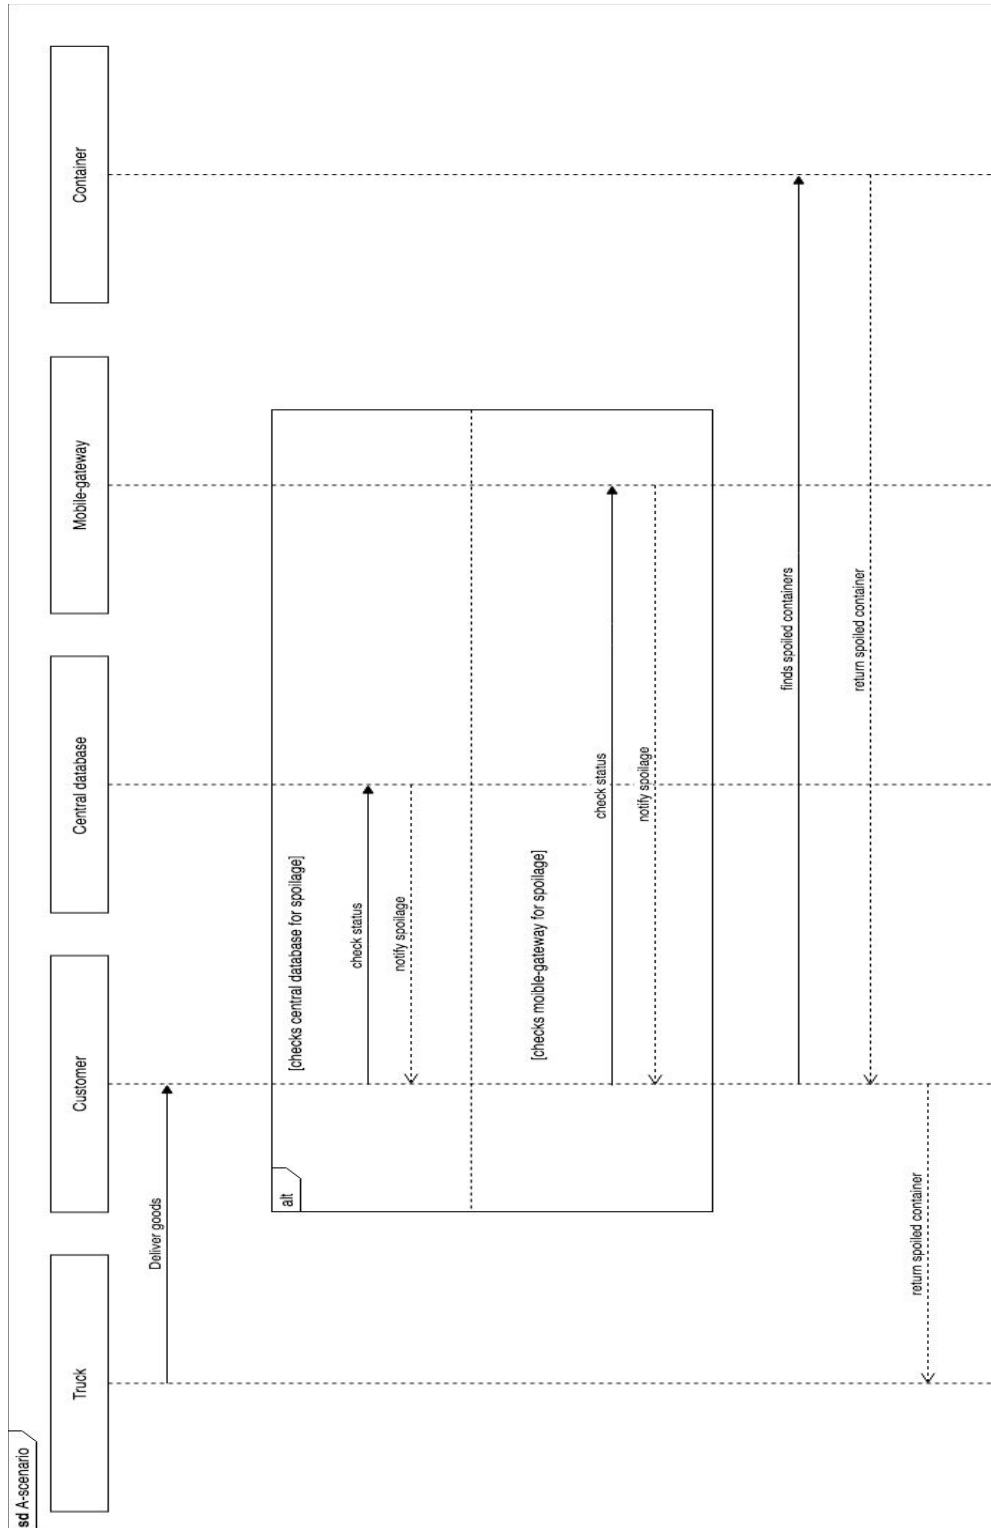 sd A-scenario
Truck
Customer
Central database
Mobile-gateway
Container
Deliver goods
alt
[checks central database for spoilage]
check status
notify spoilage
[checks moible-gateway for spoilage]
check status
notify spoilage
finds spoiled containers
return spoiled container
return spoiled container